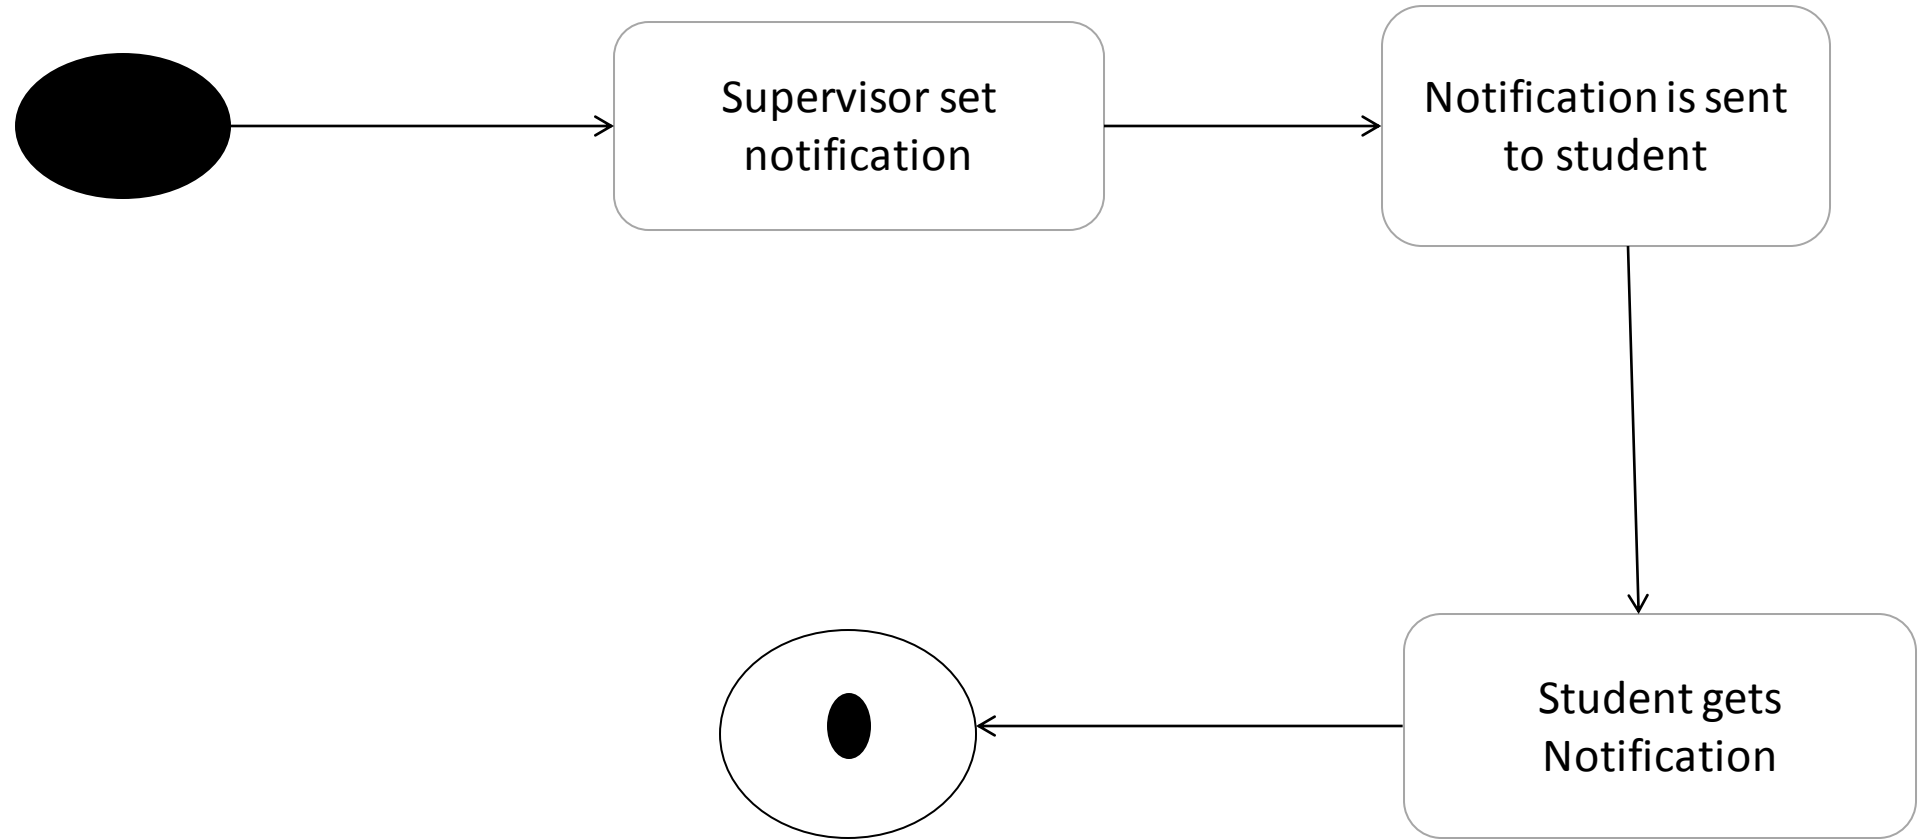 Supervisor set
notification
Notification is sent
to student
Student gets
Notification